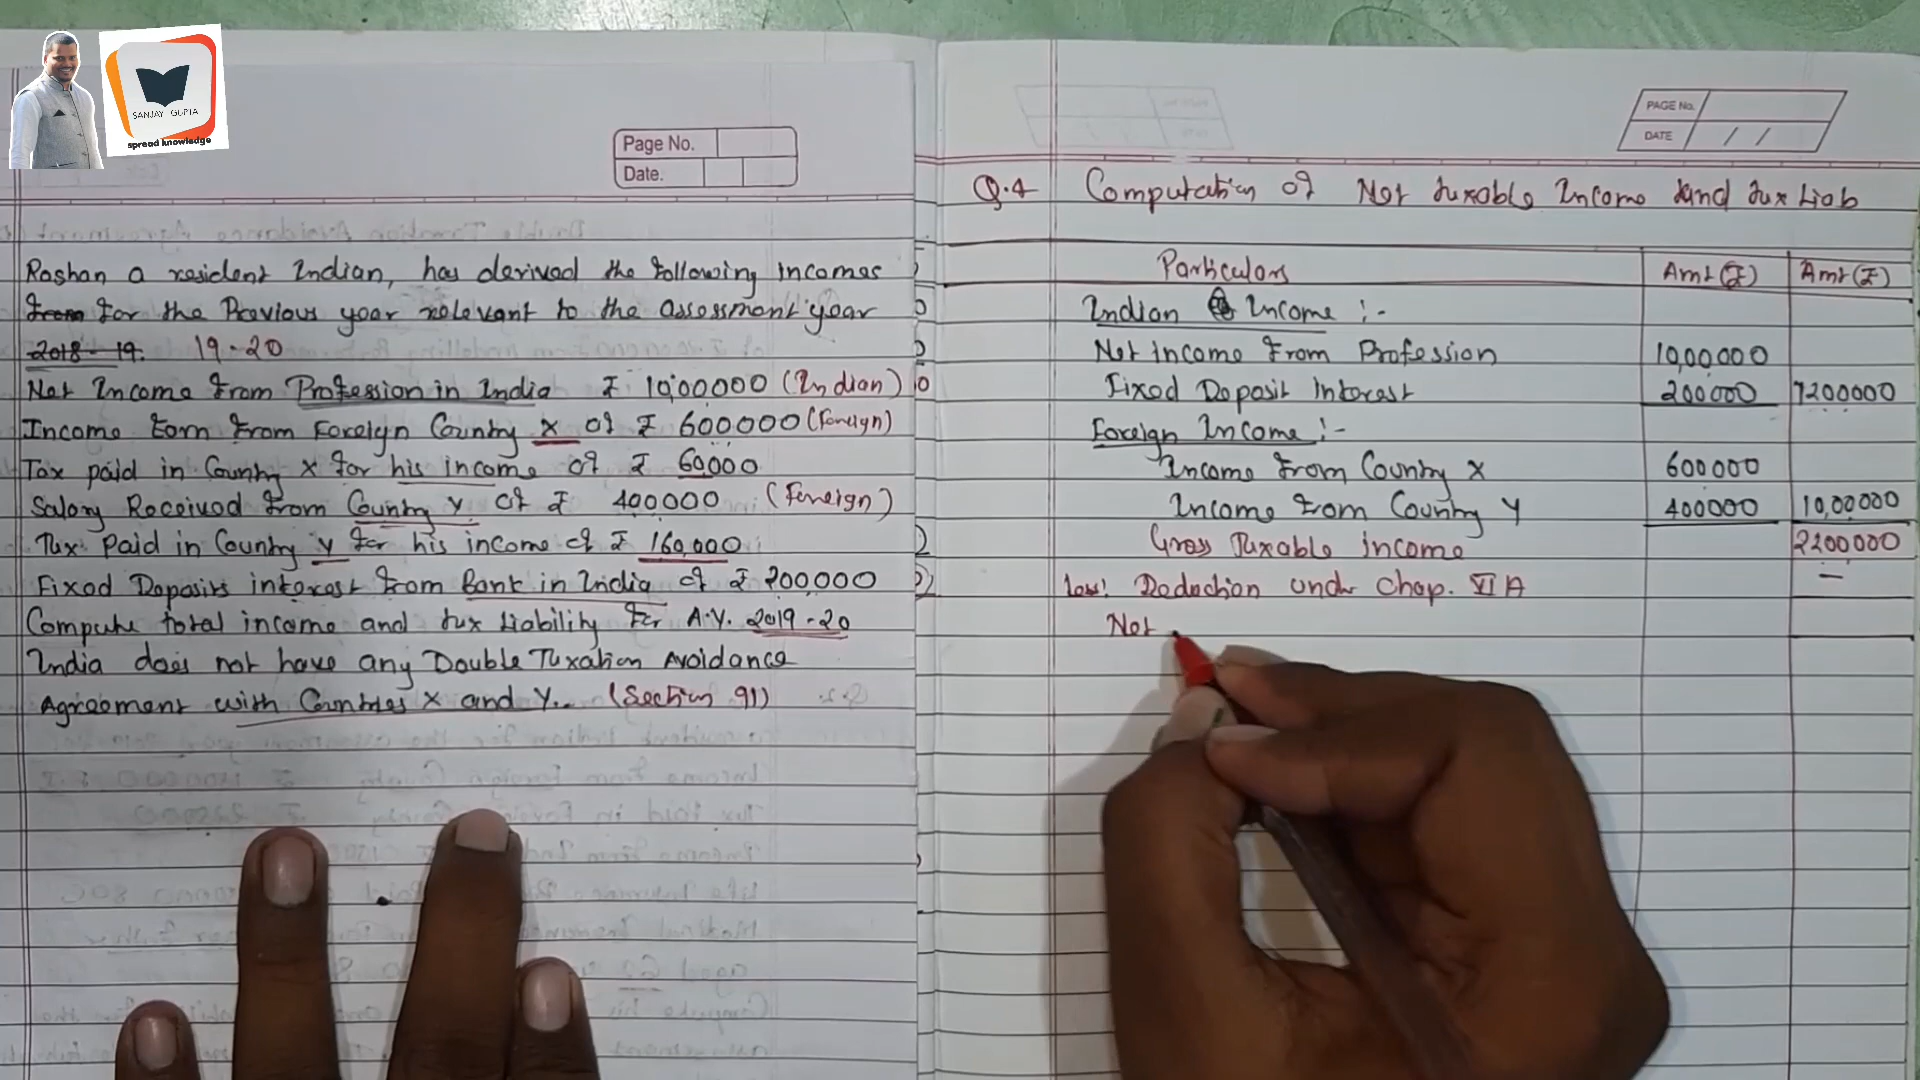 SANJAY GUPTA
spread knowledge
Page No.
Date.
Roshan a resident Indian, has derived the following incomes
from for the Previous year relevant to the assessment year
2018-19. 19-20
Net Income from Profession in India ₹ 10,00000 (Indian)
Income eorn from Foreign Country X of ₹ 600000 (Foreign)
Tax paid in County X for his income of ₹ 60,000
Salary Received from Country Y. of ₹ 400000 (Foreign)
Tax Paid in Country Y for his income of ₹ 160,000
Fixed Deposits interest from Bank in India of ₹ 200000
Compute total income and tax liability for A.Y. 2019-20
India does not have any Double Taxation Avoidance
Agreement with Countries X and Y.. (Section 91)
PAGE No.
DATE / /
Q.4 Computation of Net taxable Income and tax Liab
Particulars Amt (₹) Amt (₹)
Indian Income :-
Net income from Profession 10,00000
Fixed Deposit Interest 200000 1200000
Foreign Income :-
Income from Country X 600000
Income from Country Y 400000 10,00000
Gross Taxable income 2200000
Less: Deduction under Chap. VI A —
Net